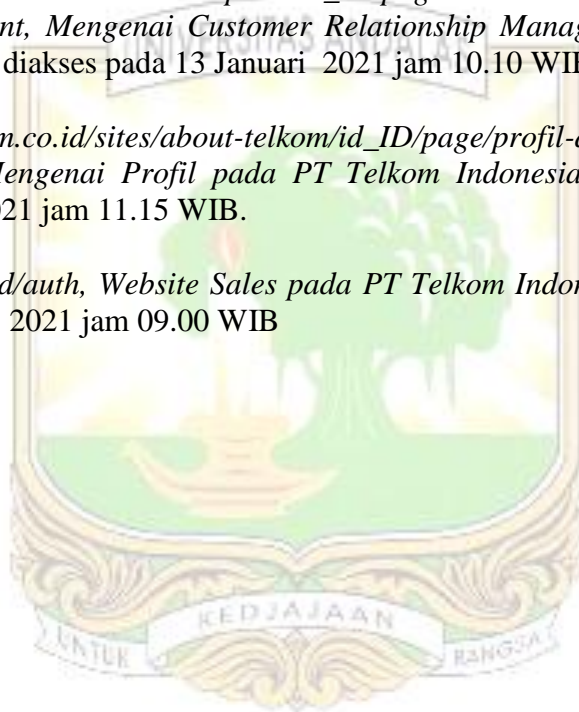 nt, Mengenai Customer Relationship Manag
diakses pada 13 Januari 2021 jam 10.10 WIB
UNIVERSITAS ANDALAS
m.co.id/sites/about-telkom/id_ID/page/profil-d
Mengenai Profil pada PT Telkom Indonesia
021 jam 11.15 WIB.
d/auth, Website Sales pada PT Telkom Indon
2021 jam 09.00 WIB
KEDJAJAAN
UNTUK
BANGSA